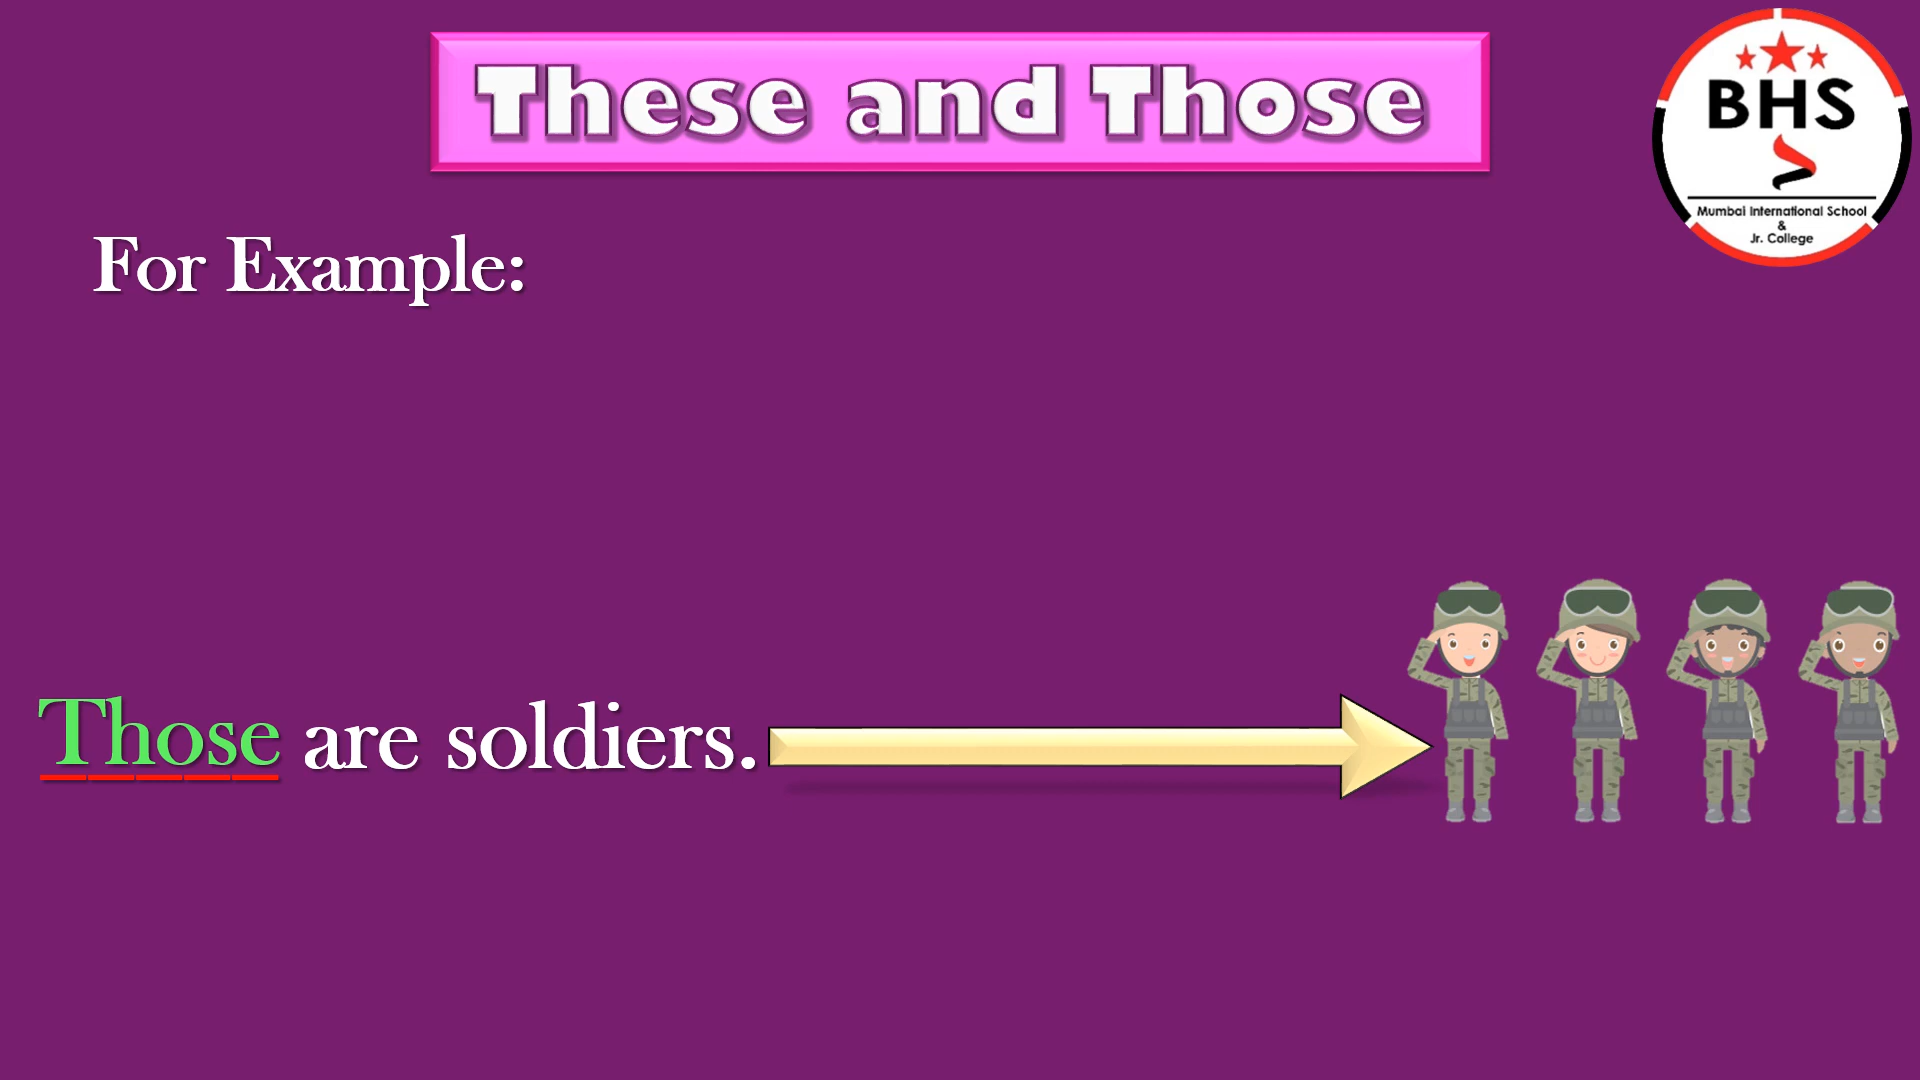 These and Those
BHS
Mumbai International School
&
Jr. College
For Example:
Those are soldiers.